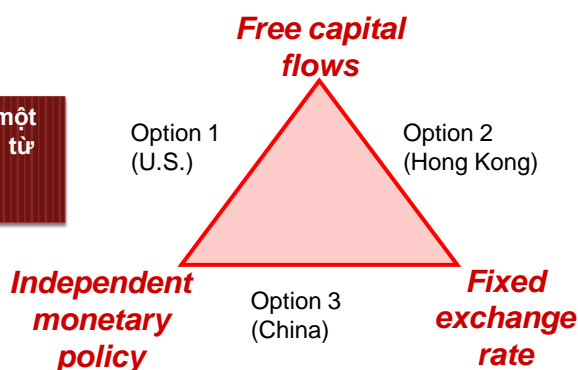 Free capital
flows
một
từ
Option 1
(U.S.)
Option 2
(Hong Kong)
Independent
monetary
policy
Option 3
(China)
Fixed
exchange
rate